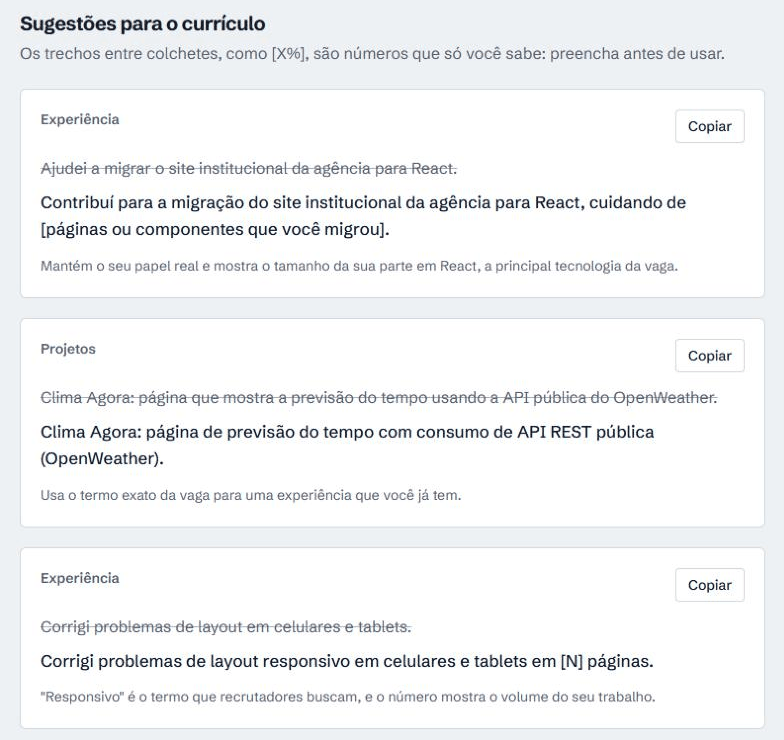 Sugestões para o currículo
Os trechos entre colchetes, como [X%], são números que só você sabe: preencha antes de usar.
Experiência
Copiar
Ajudei a migrar o site institucional da agência para React.
Contribuí para a migração do site institucional da agência para React, cuidando de
[páginas ou componentes que você migrou].
Mantém o seu papel real e mostra o tamanho da sua parte em React, a principal tecnologia da vaga.
Projetos
Copiar
Clima Agora: página que mostra a previsão do tempo usando a API pública do OpenWeather.
Clima Agora: página de previsão do tempo com consumo de API REST pública
(OpenWeather).
Usa o termo exato da vaga para uma experiência que você já tem.
Experiência
Copiar
Corrigi problemas de layout em celulares e tablets.
Corrigi problemas de layout responsivo em celulares e tablets em [N] páginas.
"Responsivo" é o termo que recrutadores buscam, e o número mostra o volume do seu trabalho.